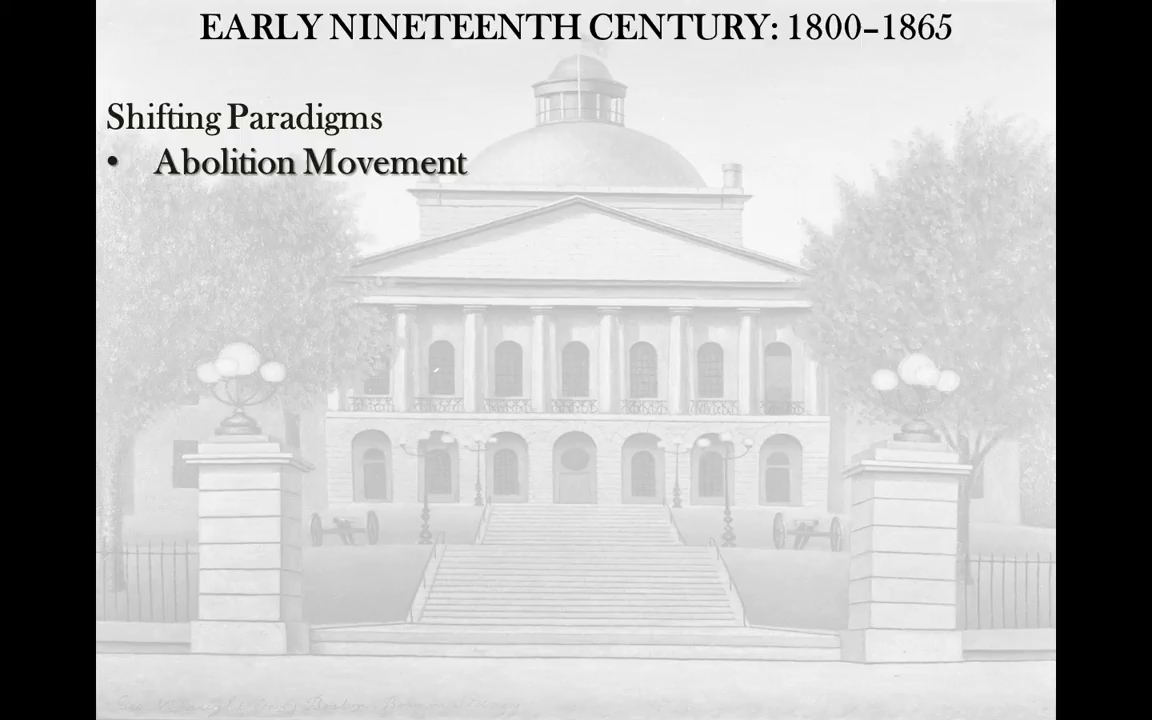 EARLY NINETEENTH CENTURY: 1800–1865
Shifting Paradigms
• Abolition Movement